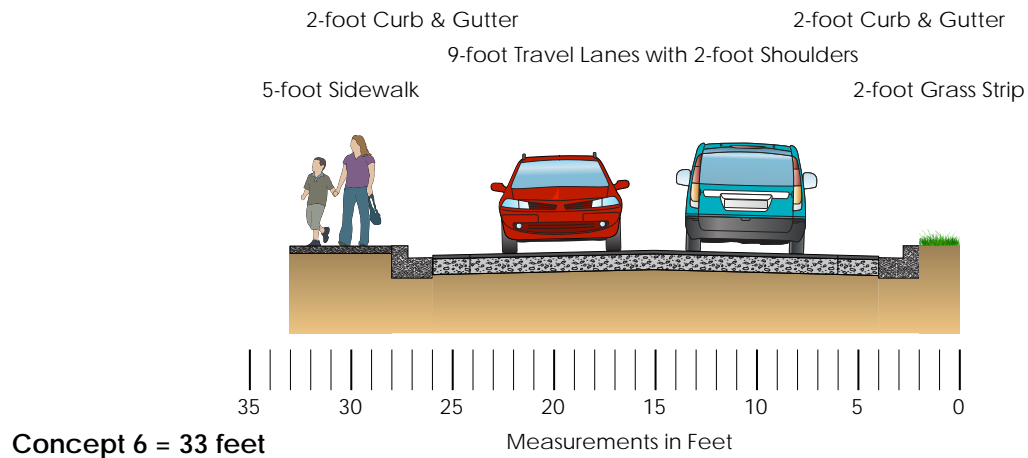 2-foot Curb & Gutter 2-foot Curb & Gutter
9-foot Travel Lanes with 2-foot Shoulders
5-foot Sidewalk 2-foot Grass Strip
35 30 25 20 15 10 5 0
Concept 6 = 33 feet Measurements in Feet